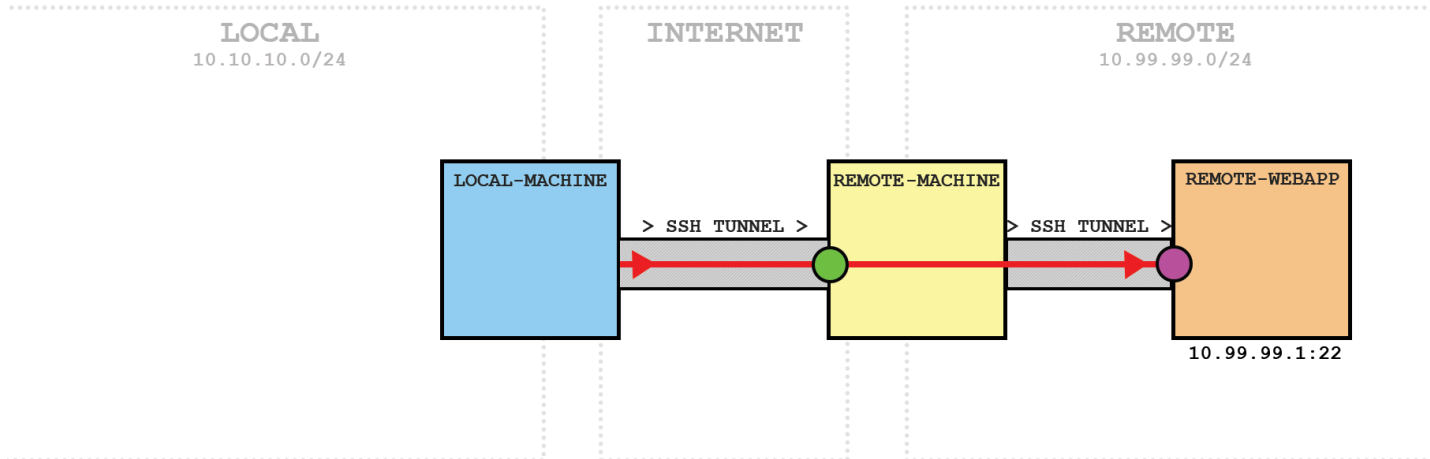 LOCAL
10.10.10.0/24
INTERNET
REMOTE
10.99.99.0/24
LOCAL-MACHINE
REMOTE-MACHINE
REMOTE-WEBAPP
> SSH TUNNEL >
> SSH TUNNEL >
10.99.99.1:22